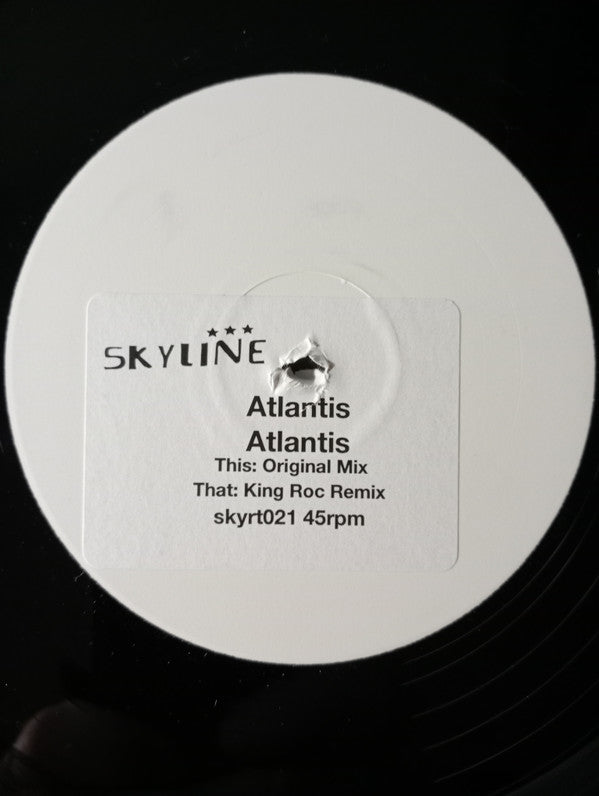 SKYLINE
Atlantis
Atlantis
This: Original Mix
That: King Roc Remix
skyrt021 45rpm